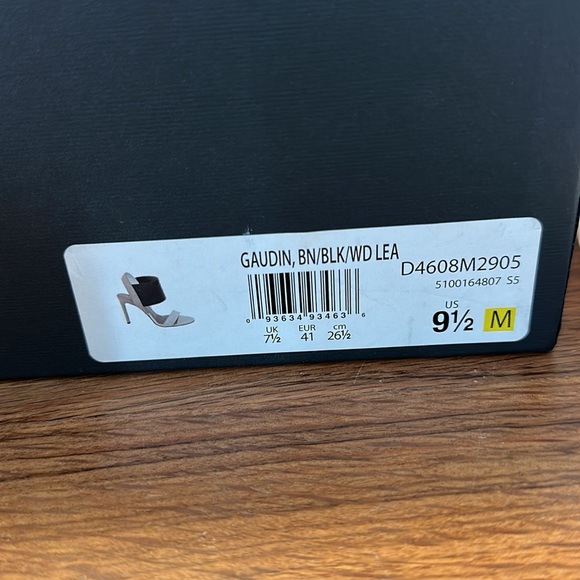 GAUDIN, BN/BLK/WD LEA
D4608M2905
5100164807 S5
0 93634 93463 6
UK EUR cm
7½ 41 26½
US
9½ M